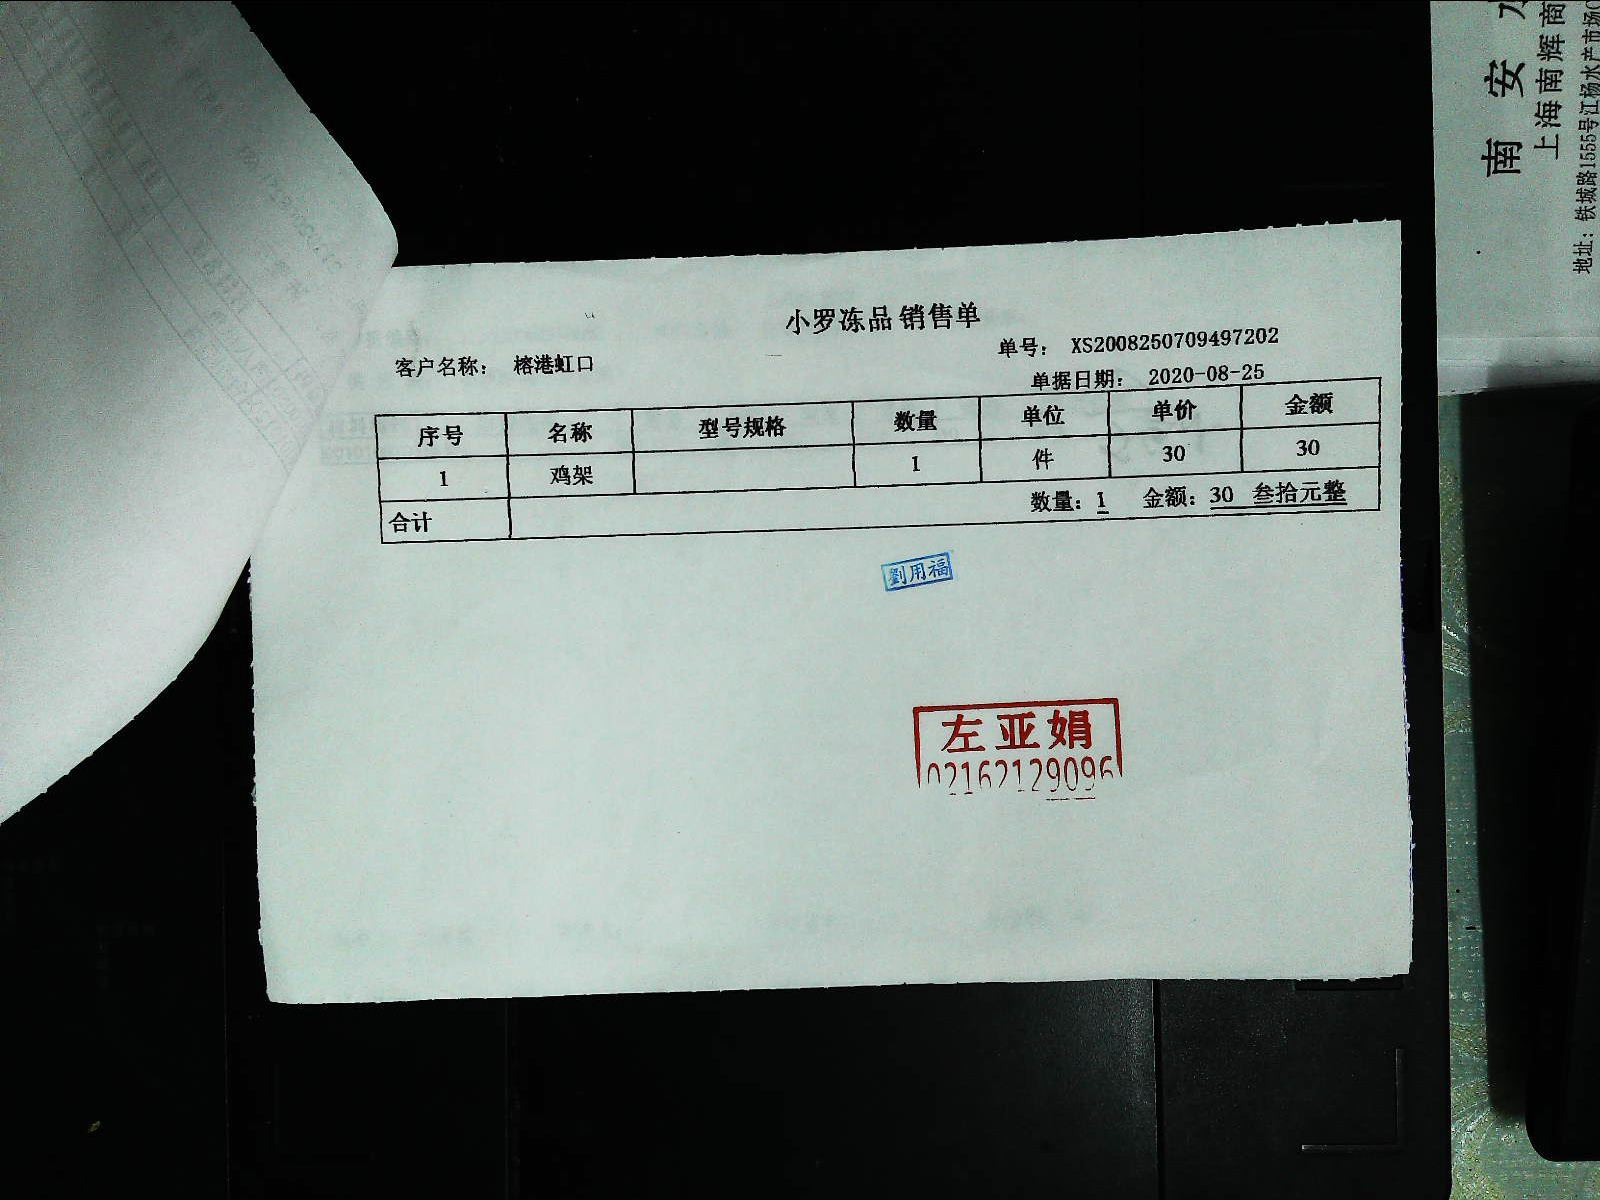 小罗冻品 销售单
客户名称： 榕港虹口
单号： XS2008250709497202
单据日期： 2020-08-25
序号 名称 型号规格 数量 单位 单价 金额
1 鸡架 1 件 30 30
合计 数量：1 金额：30 叁拾元整
劉用福
左亚娟
02162129096
南安水
上海南辉商
地址：铁城路1555号江杨水产市场